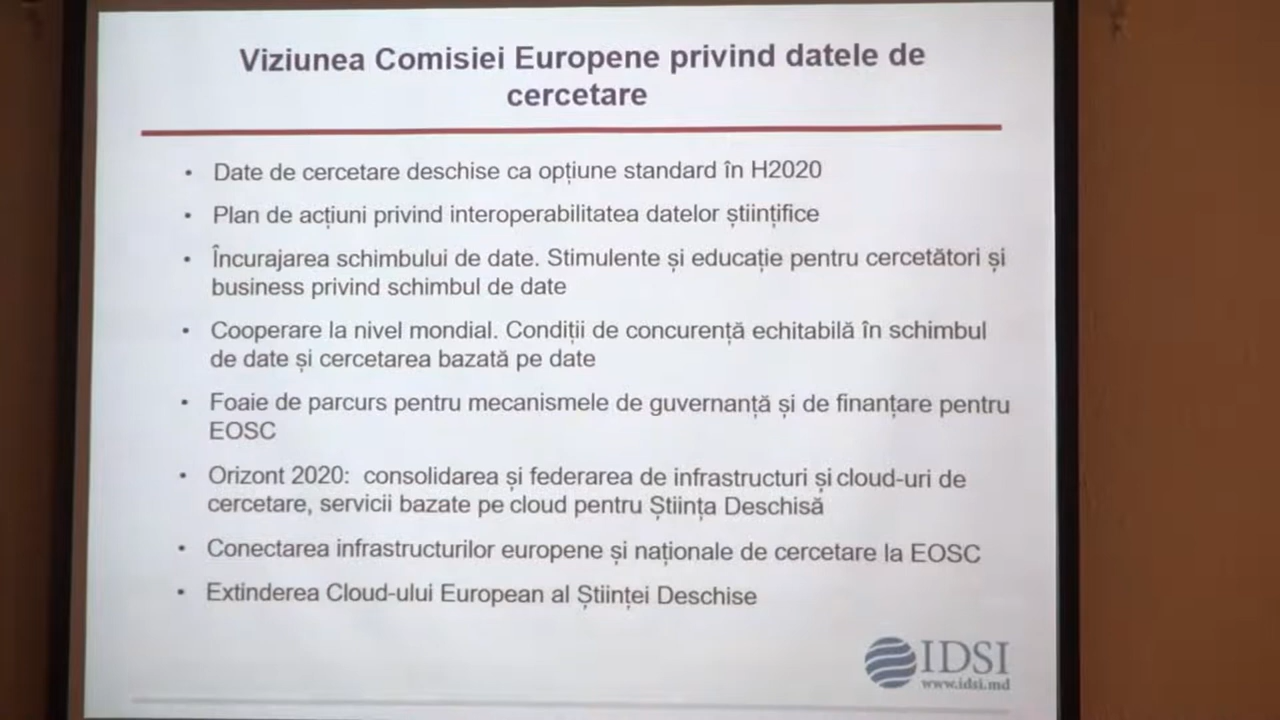 Viziunea Comisiei Europene privind datele de
cercetare
• Date de cercetare deschise ca opțiune standard în H2020
• Plan de acțiuni privind interoperabilitatea datelor științifice
• Încurajarea schimbului de date. Stimulente și educație pentru cercetători și
business privind schimbul de date
• Cooperare la nivel mondial. Condiții de concurență echitabilă în schimbul
de date și cercetarea bazată pe date
• Foaie de parcurs pentru mecanismele de guvernanță și de finanțare pentru
EOSC
• Orizont 2020: consolidarea și federarea de infrastructuri și cloud-uri de
cercetare, servicii bazate pe cloud pentru Știința Deschisă
• Conectarea infrastructurilor europene și naționale de cercetare la EOSC
• Extinderea Cloud-ului European al Științei Deschise
IDSI
www.idsi.md